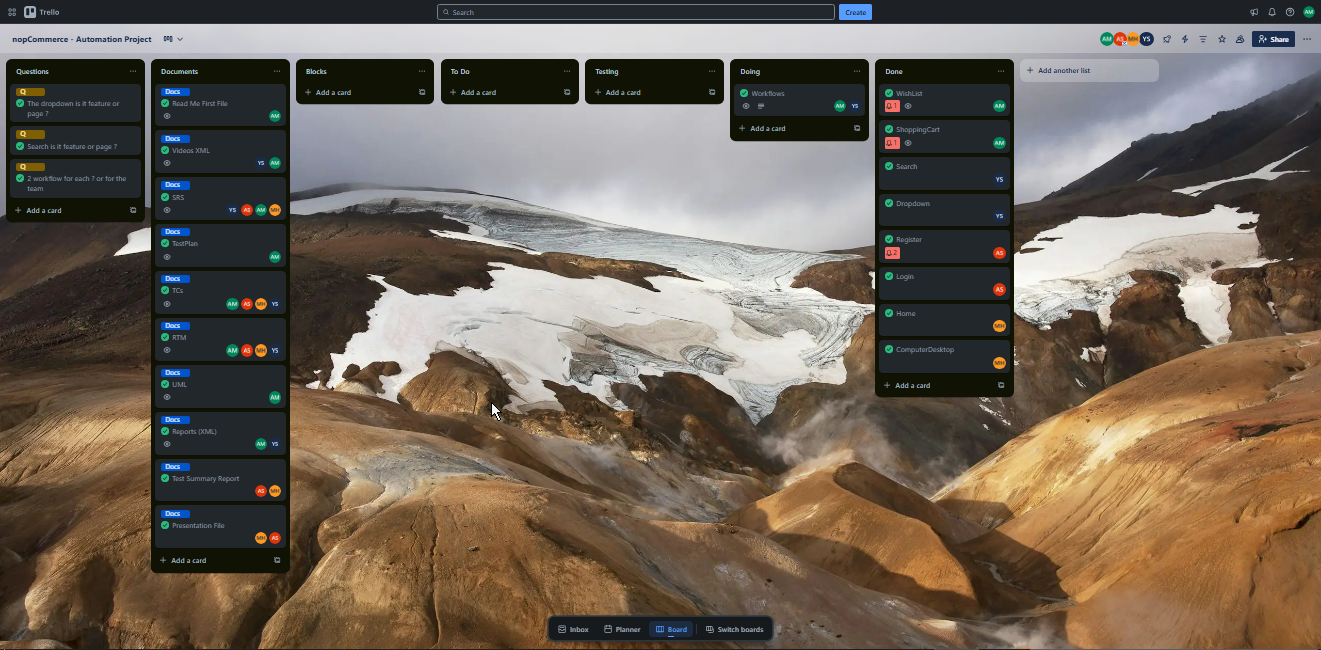 Trello
Search
Create
AM
nopCommerce - Automation Project
AM
AS
MH
YS
Share
Questions
Q
The dropdown is it feature or
page ?
Q
Search is it feature or page ?
Q
2 workflow for each ? or for the
team
Add a card
Documents
Docs
Read Me First File
AM
Docs
Videos XML
YS AM
Docs
SRS
YS AS AM MH
Docs
TestPlan
AM
Docs
TCs
AM AS MH YS
Docs
RTM
AM AS MH YS
Docs
UML
AM
Docs
Reports (XML)
AM YS
Docs
Test Summary Report
AS MH
Docs
Presentation File
MH AS
Add a card
Blocks
Add a card
To Do
Add a card
Testing
Add a card
Doing
Workflows
AM YS
Add a card
Done
WishList
1
AM
ShoppingCart
1
AM
Search
YS
Dropdown
YS
Register
2
AS
Login
AS
Home
MH
ComputerDesktop
MH
Add a card
Add another list
Inbox
Planner
Board
Switch boards